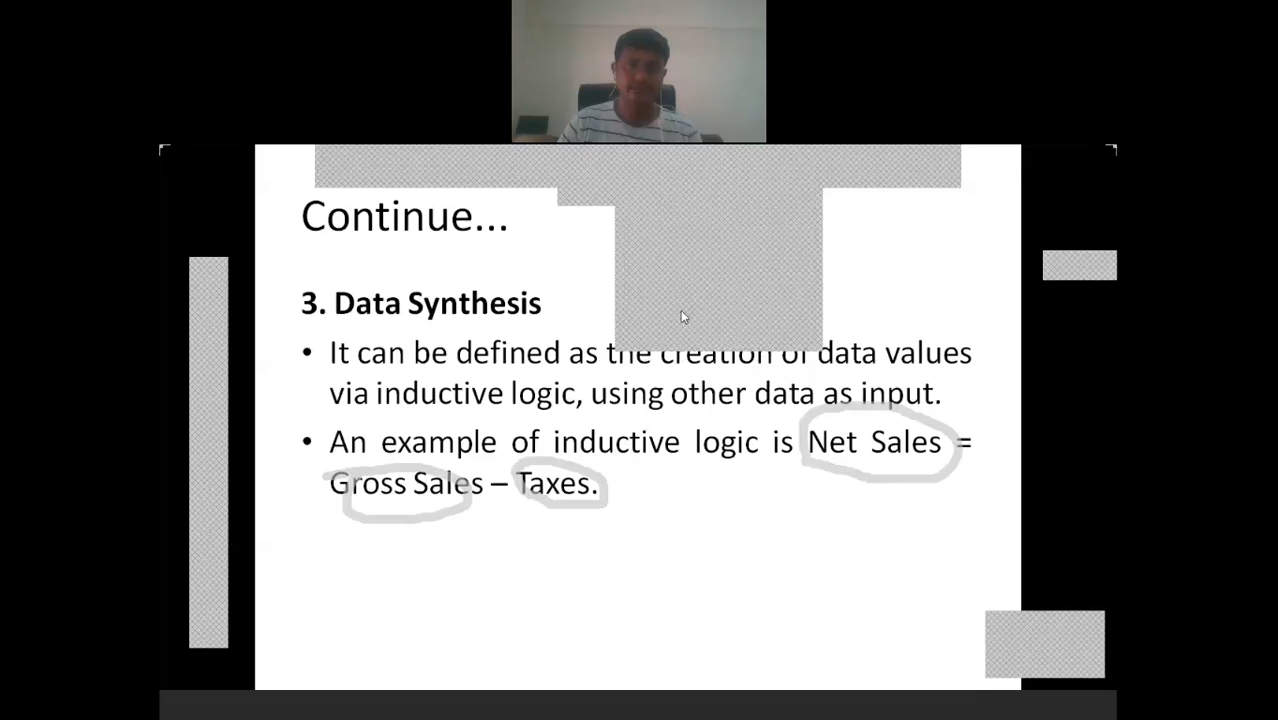 Continue...
3. Data Synthesis
• It can be defined as the creation of data values
via inductive logic, using other data as input.
• An example of inductive logic is Net Sales =
Gross Sales – Taxes.